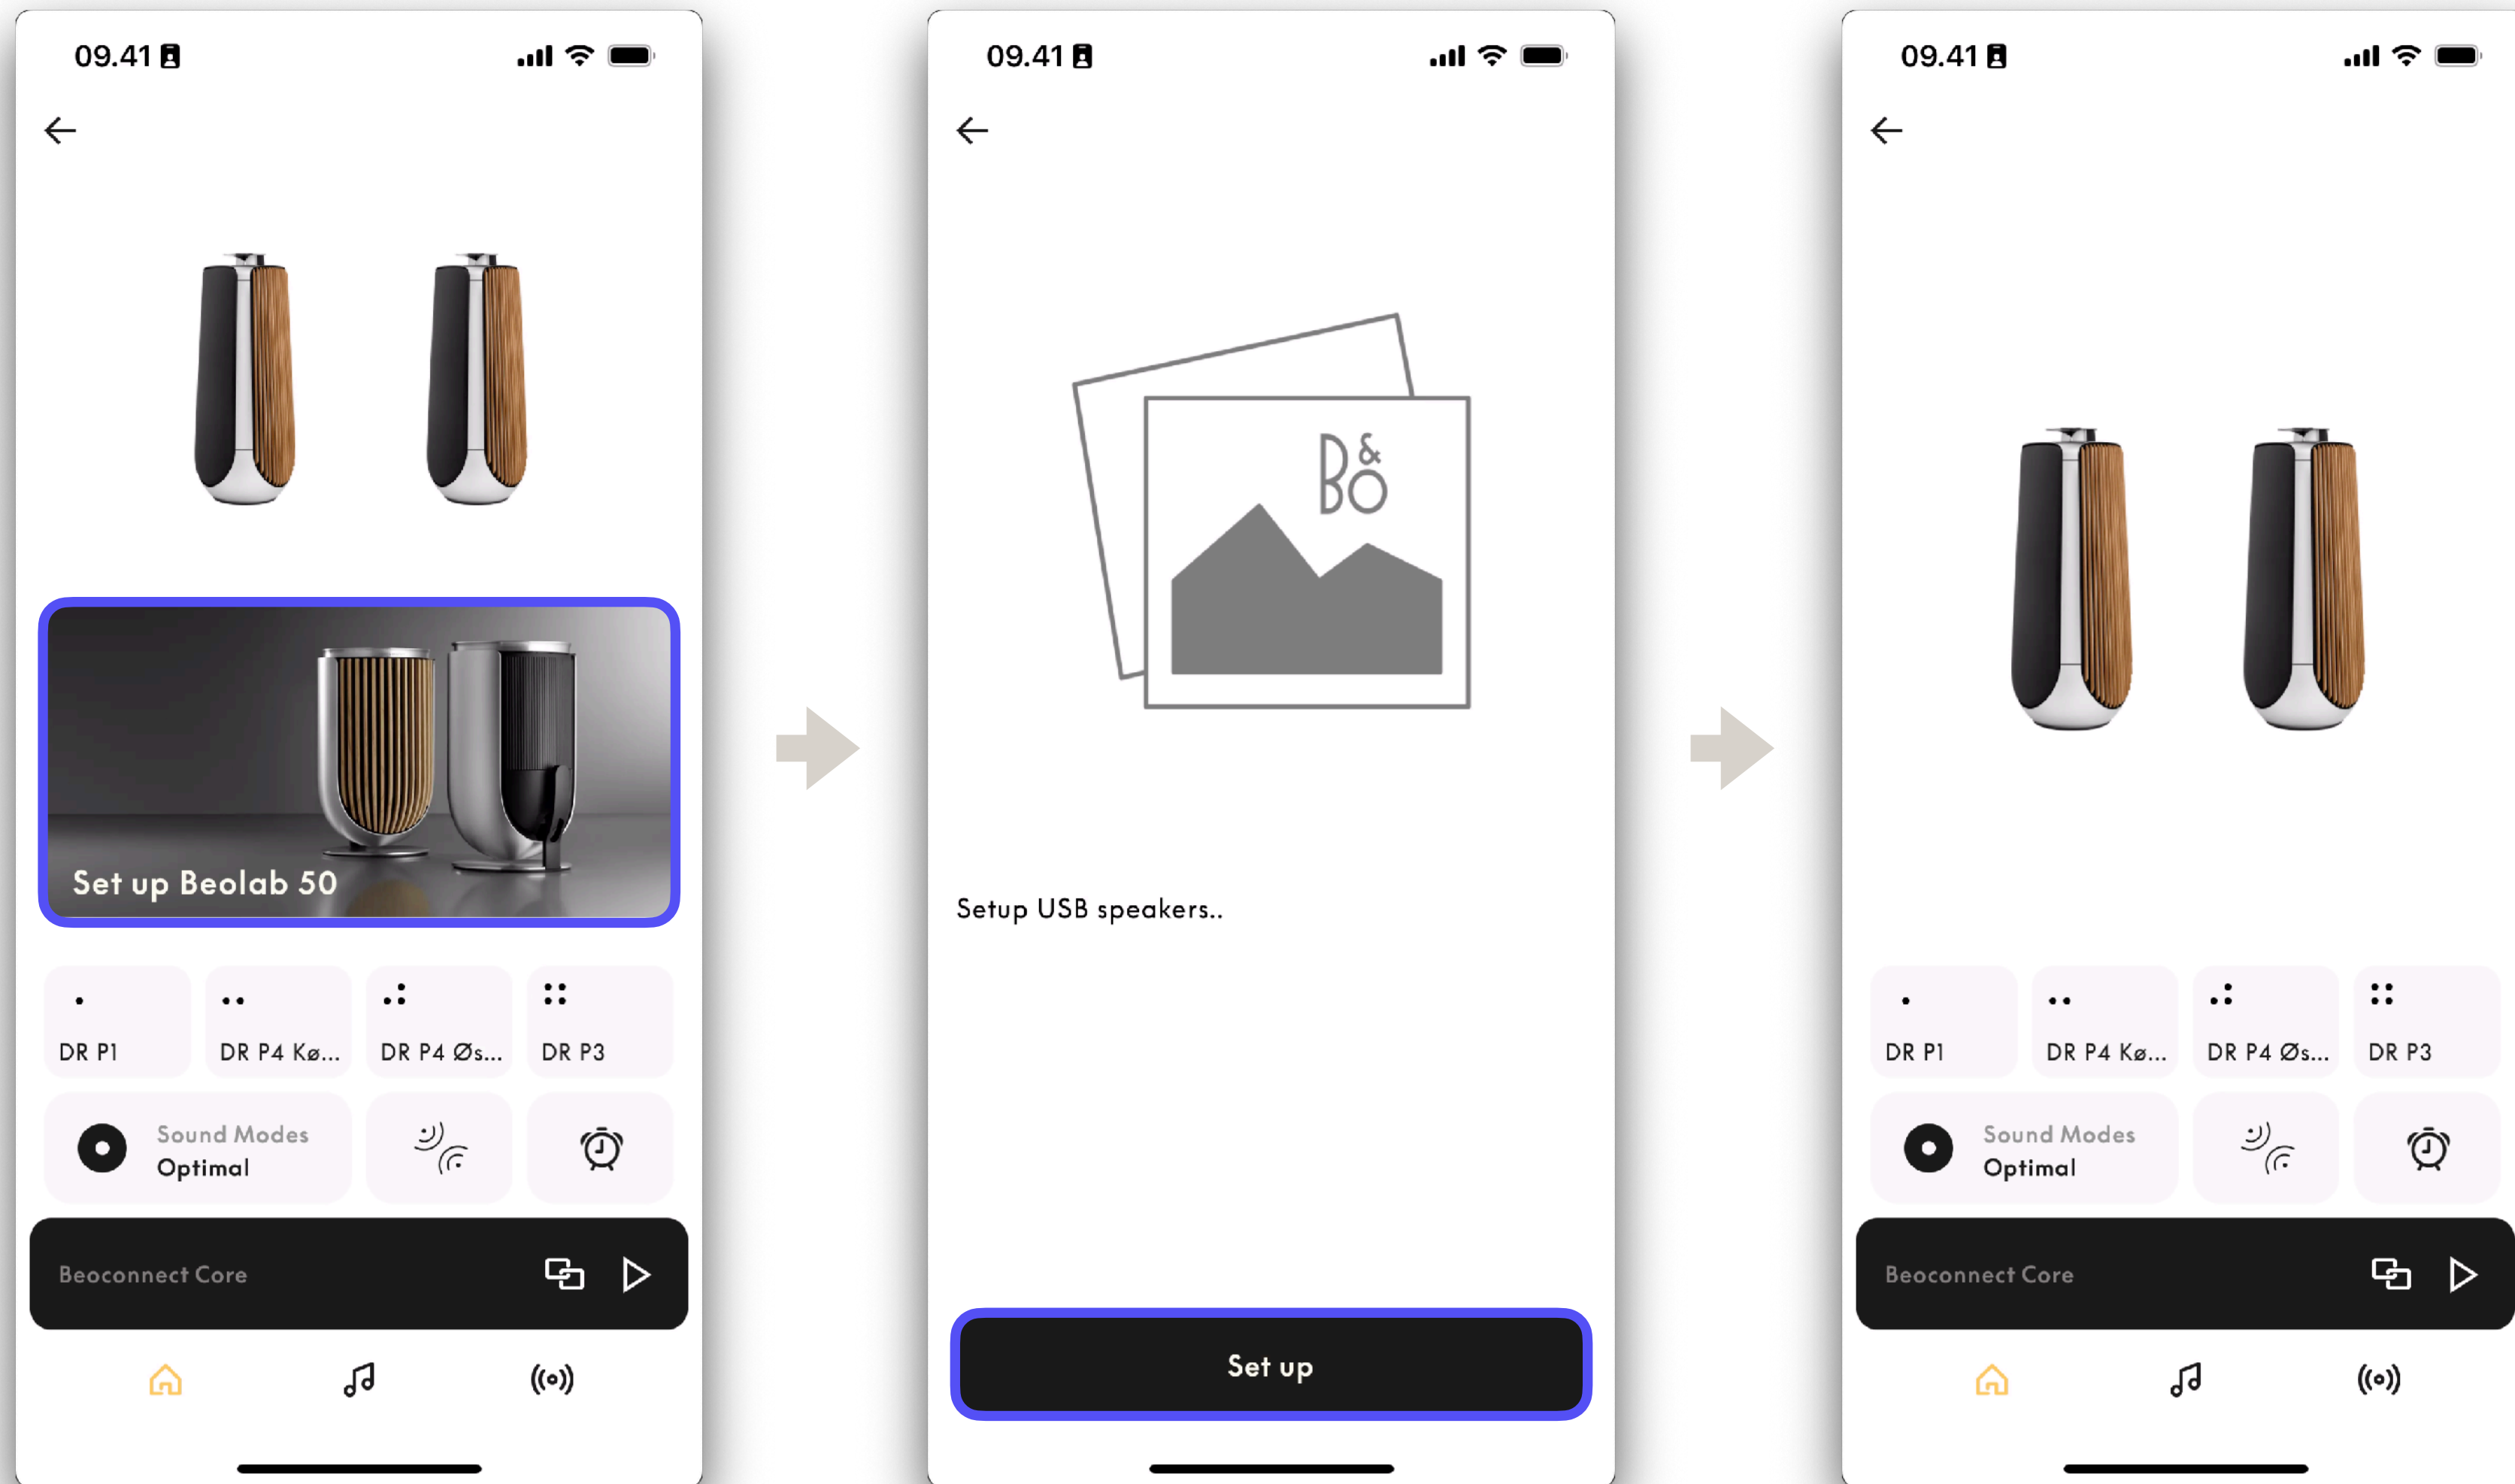 09.41
Set up Beolab 50
DR P1
DR P4 Kø...
DR P4 Øs...
DR P3
Sound Modes
Optimal
Beoconnect Core
09.41
B&O
Setup USB speakers..
Set up
09.41
DR P1
DR P4 Kø...
DR P4 Øs...
DR P3
Sound Modes
Optimal
Beoconnect Core